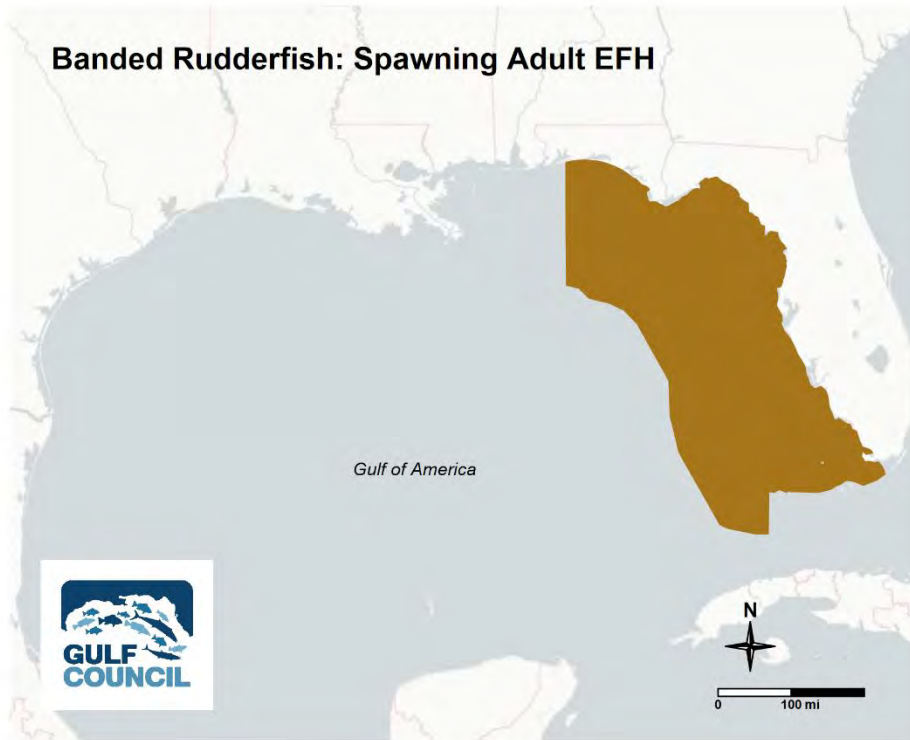 Banded Rudderfish: Spawning Adult EFH
Gulf of America
GULF
COUNCIL
N
0 100 mi